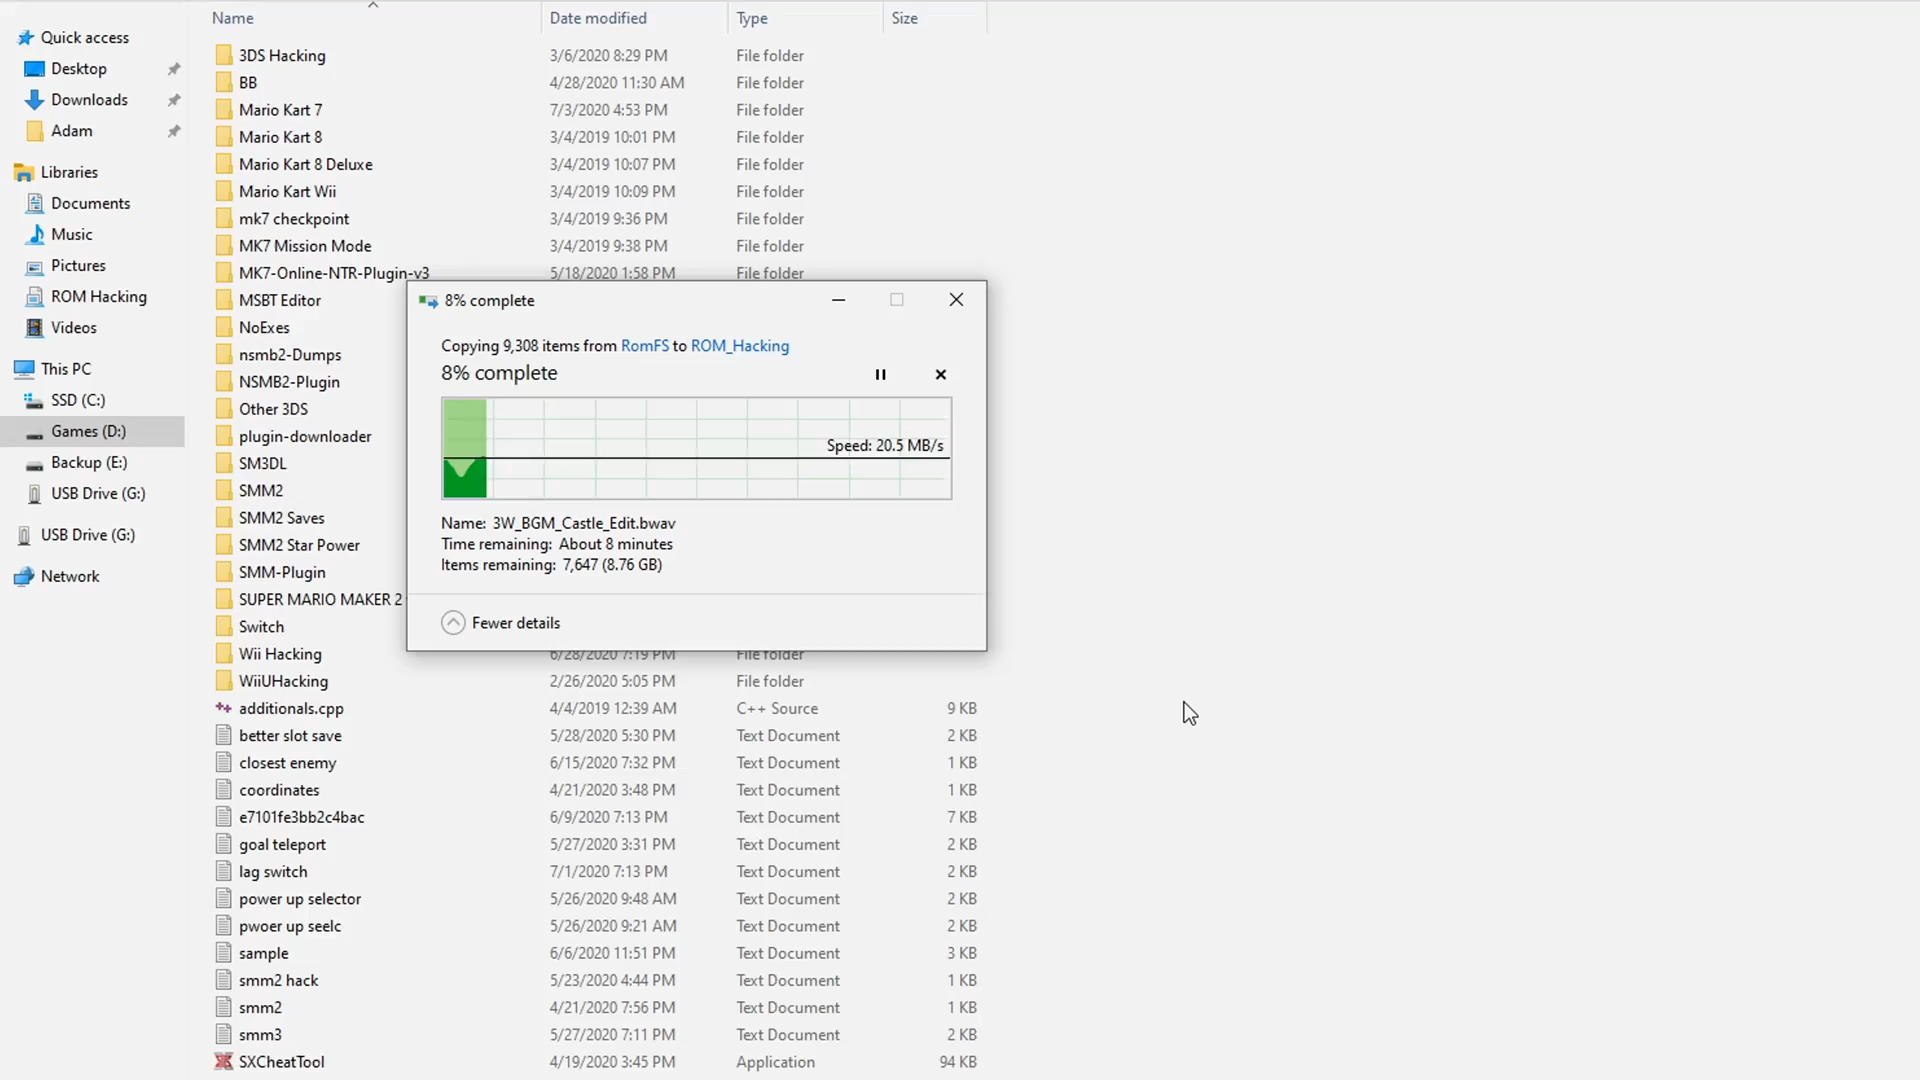 Name	Date modified	Type	Size
Quick access
Desktop
Downloads
Adam
Libraries
Documents
Music
Pictures
ROM Hacking
Videos
This PC
SSD (C:)
Games (D:)
Backup (E:)
USB Drive (G:)
USB Drive (G:)
Network
3DS Hacking	3/6/2020 8:29 PM	File folder
BB	4/28/2020 11:30 AM	File folder
Mario Kart 7	7/3/2020 4:53 PM	File folder
Mario Kart 8	3/4/2019 10:01 PM	File folder
Mario Kart 8 Deluxe	3/4/2019 10:07 PM	File folder
Mario Kart Wii	3/4/2019 10:09 PM	File folder
mk7 checkpoint	3/4/2019 9:36 PM	File folder
MK7 Mission Mode	3/4/2019 9:38 PM	File folder
MK7-Online-NTR-Plugin-v3	5/18/2020 1:58 PM	File folder
MSBT Editor
NoExes
nsmb2-Dumps
NSMB2-Plugin
Other 3DS
plugin-downloader
SM3DL
SMM2
SMM2 Saves
SMM2 Star Power
SMM-Plugin
SUPER MARIO MAKER 2
Switch
Wii Hacking	6/28/2020 7:19 PM	File folder
WiiUHacking	2/26/2020 5:05 PM	File folder
additionals.cpp	4/4/2019 12:39 AM	C++ Source	9 KB
better slot save	5/28/2020 5:30 PM	Text Document	2 KB
closest enemy	6/15/2020 7:32 PM	Text Document	1 KB
coordinates	4/21/2020 3:48 PM	Text Document	1 KB
e7101fe3bb2c4bac	6/9/2020 7:13 PM	Text Document	7 KB
goal teleport	5/27/2020 3:31 PM	Text Document	2 KB
lag switch	7/1/2020 7:13 PM	Text Document	2 KB
power up selector	5/26/2020 9:48 AM	Text Document	2 KB
pwoer up seelc	5/26/2020 9:21 AM	Text Document	2 KB
sample	6/6/2020 11:51 PM	Text Document	3 KB
smm2 hack	5/23/2020 4:44 PM	Text Document	1 KB
smm2	4/21/2020 7:56 PM	Text Document	1 KB
smm3	5/27/2020 7:11 PM	Text Document	2 KB
SXCheatTool	4/19/2020 3:45 PM	Application	94 KB
8% complete
Copying 9,308 items from RomFS to ROM_Hacking
8% complete
Speed: 20.5 MB/s
Name: 3W_BGM_Castle_Edit.bwav
Time remaining: About 8 minutes
Items remaining: 7,647 (8.76 GB)
Fewer details